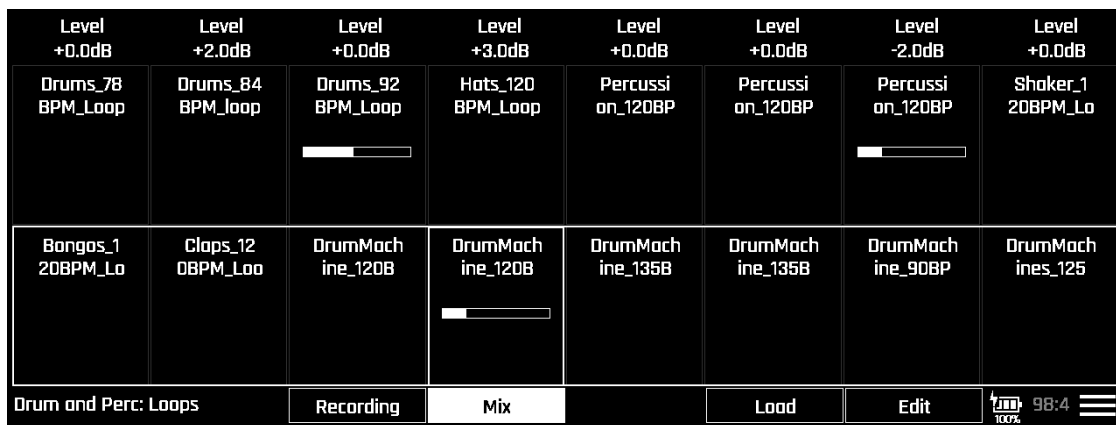 Level Level Level Level Level Level Level Level
+0.0dB +2.0dB +0.0dB +3.0dB +0.0dB +0.0dB -2.0dB +0.0dB
Drums_78 Drums_84 Drums_92 Hats_120 Percussi Percussi Percussi Shaker_1
BPM_Loop BPM_loop BPM_Loop BPM_Loop on_120BP on_120BP on_120BP 20BPM_Lo
Bongos_1 Claps_12 DrumMach DrumMach DrumMach DrumMach DrumMach DrumMach
20BPM_Lo 0BPM_Loo ine_120B ine_120B ine_135B ine_135B ine_90BP ines_125
Drum and Perc: Loops Recording Mix Load Edit 98:4
100%